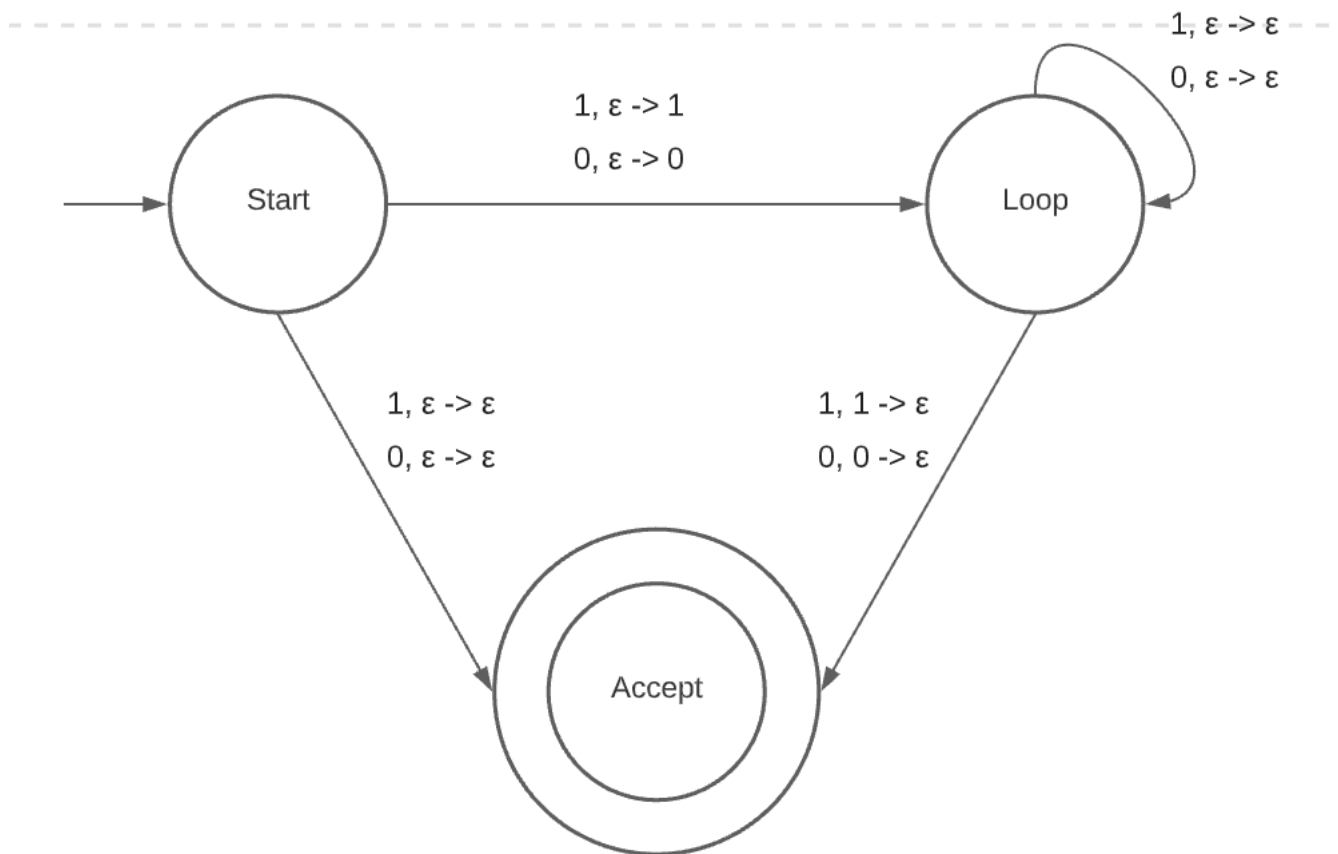 1, ε -> ε
0, ε -> ε
1, ε -> 1
0, ε -> 0
Start
Loop
1, ε -> ε
0, ε -> ε
1, 1 -> ε
0, 0 -> ε
Accept